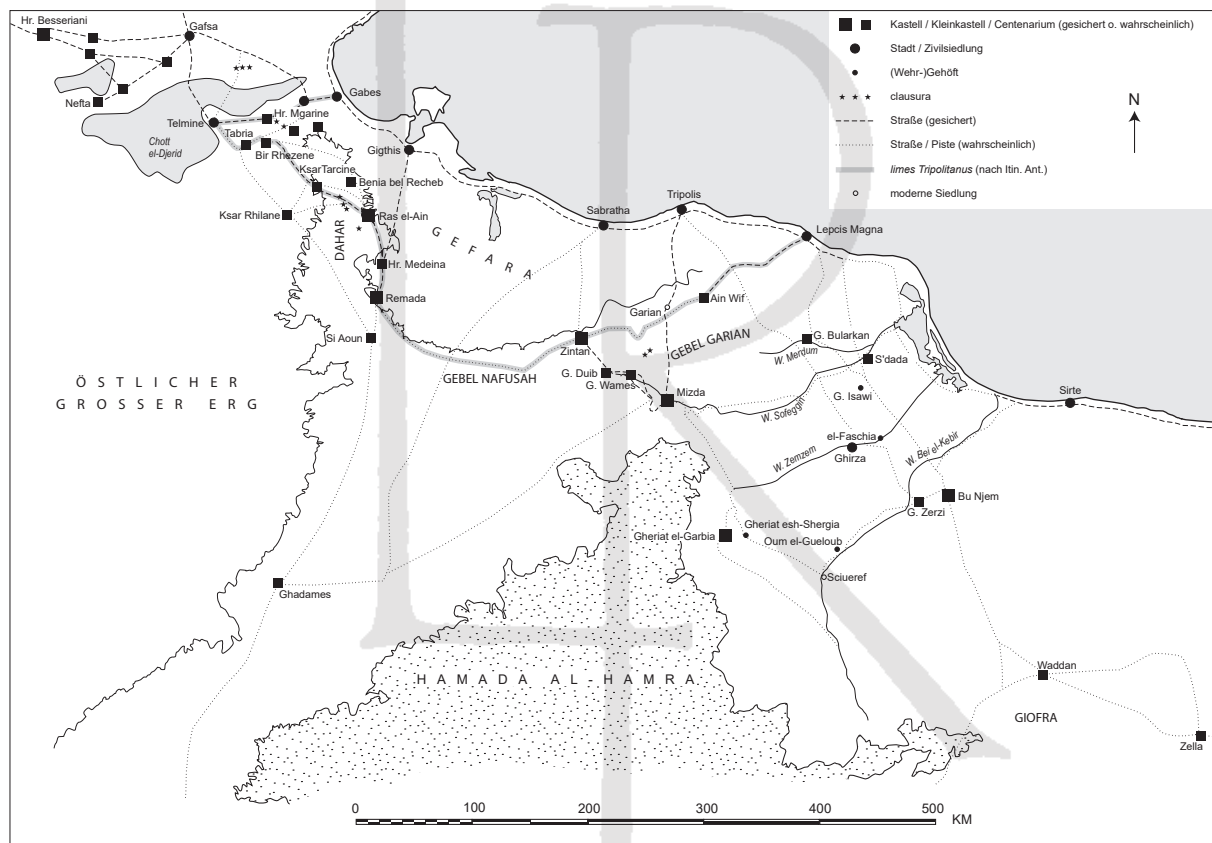 Hr. Besseriani
Gafsa
Nefta
Chott
el-Djerid
Telmine
Tabria
Hr. Mgarine
Gabes
Bir Rhezene
Gigthis
KsarTarcine
Benia bel Recheb
Ksar Rhilane
Ras el-Ain
DAHAR
GEFARA
Hr. Medeina
Remada
Si Aoun
Sabratha
Tripolis
Lepcis Magna
Garian
Ain Wif
Zintan
GEBEL GARIAN
GEBEL NAFUSAH
G. Duib
G. Wames
Mizda
G. Bularkan
W. Merdum
S'dada
G. Isawi
W. Sofeggin
Sirte
el-Faschia
Ghirza
W. Zemzem
W. Bei el-Kebir
Bu Njem
G. Zerzi
Gheriat el-Garbia
Gheriat esh-Shergia
Oum el-Gueloub
Sciueref
ÖSTLICHER
GROSSER ERG
Ghadames
HAMADA AL-HAMRA
Waddan
GIOFRA
Zella
Kastell / Kleinkastell / Centenarium (gesichert o. wahrscheinlich)
Stadt / Zivilsiedlung
(Wehr-)Gehöft
clausura
Straße (gesichert)
Straße / Piste (wahrscheinlich)
limes Tripolitanus (nach Itin. Ant.)
moderne Siedlung
N
0 100 200 300 400 500
KM
LR